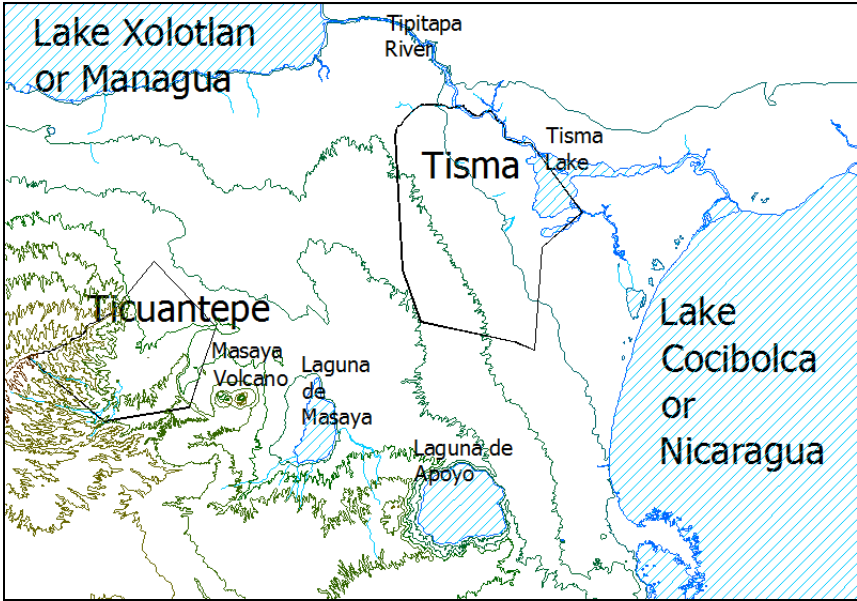 Lake Xolotlan
or Managua
Tipitapa
River
Tisma
Lake
Tisma
Ticuantepe
Masaya
Volcano
Laguna
de
Masaya
Lake
Cocibolca
or
Nicaragua
Laguna de
Apoyo